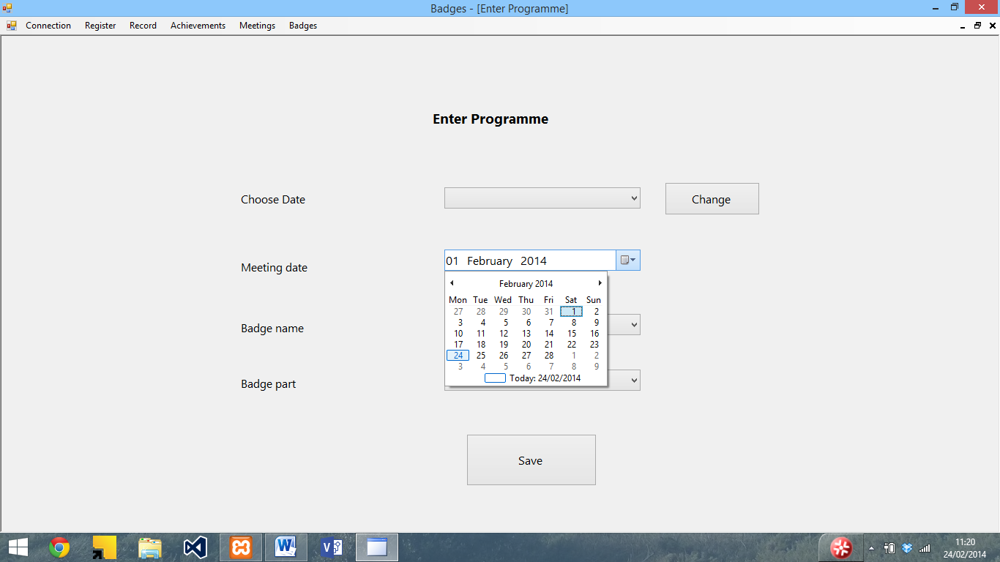 Badges - [Enter Programme]
Connection Register Record Achievements Meetings Badges
Enter Programme
Choose Date
Change
Meeting date
01 February 2014
February 2014
Mon Tue Wed Thu Fri Sat Sun
27 28 29 30 31 1 2
3 4 5 6 7 8 9
10 11 12 13 14 15 16
17 18 19 20 21 22 23
24 25 26 27 28 1 2
3 4 5 6 7 8 9
Today: 24/02/2014
Badge name
Badge part
Save
11:20
24/02/2014